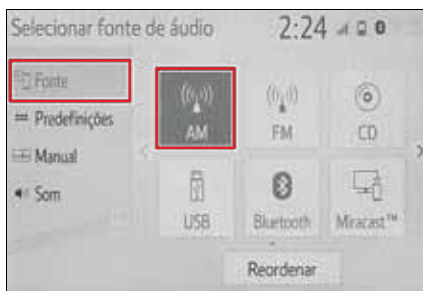 Selecionar fonte de áudio 2:24
Fonte
Predefinições
Manual
Som
AM FM CD
USB Bluetooth Miracast™
Reordenar